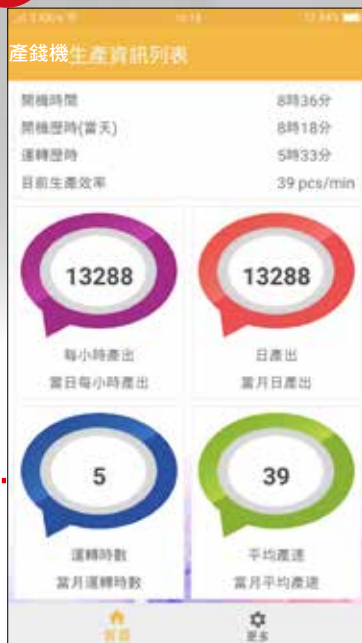 產錢機生產資訊列表
開機時間 8時36分
開機歷時(當天) 8時18分
運轉歷時 5時33分
目前生產效率 39 pcs/min
13288
13288
每小時產出
日產出
當日每小時產出
當月日產出
5
39
運轉時數
平均產速
當月運轉時數
當月平均產速
首頁
更多